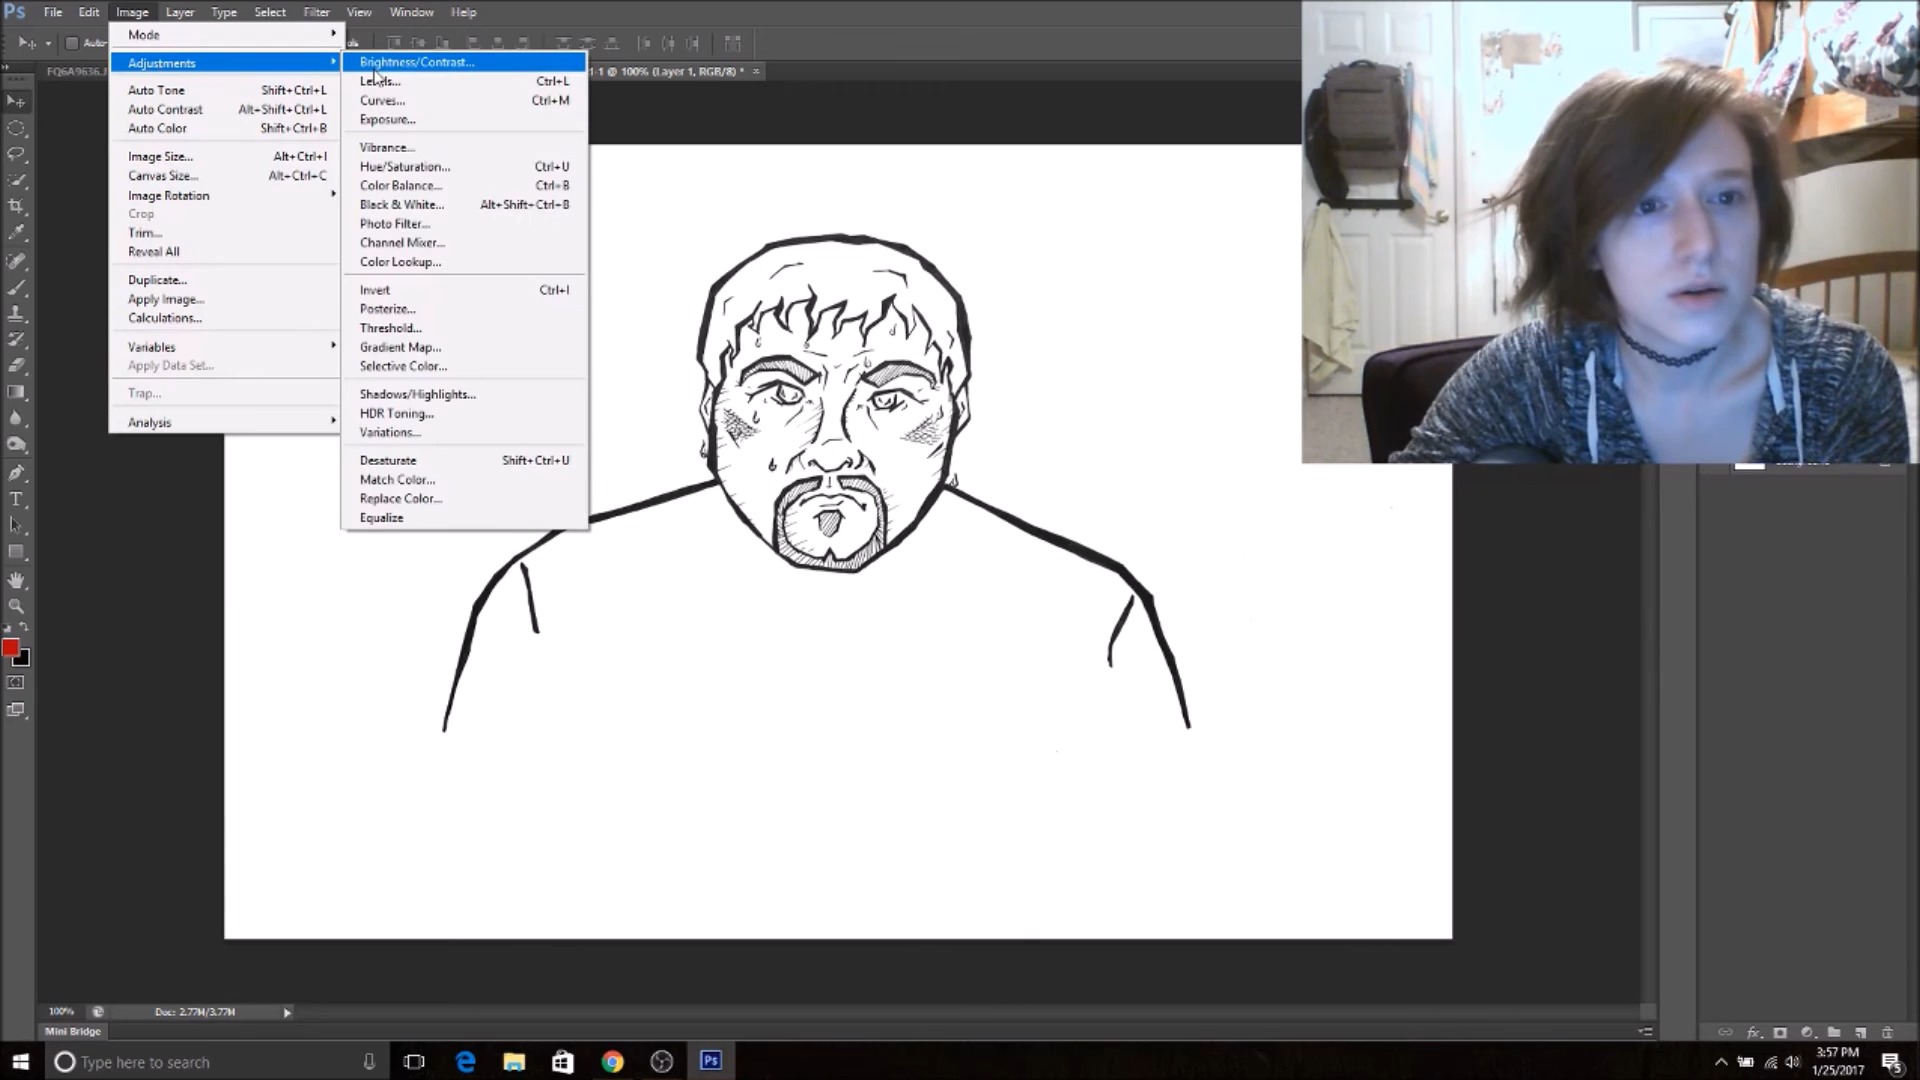 Ps File Edit Image Layer Type Select Filter View Window Help
Mode
Auto
Adjustments
Brightness/Contrast...
FQ6A9636.J
1-1 @ 100% (Layer 1, RGB/8) * ×
Levels... Ctrl+L
Auto Tone Shift+Ctrl+L
Curves... Ctrl+M
Auto Contrast Alt+Shift+Ctrl+L
Exposure...
Auto Color Shift+Ctrl+B
Vibrance...
Image Size... Alt+Ctrl+I
Hue/Saturation... Ctrl+U
Canvas Size... Alt+Ctrl+C
Color Balance... Ctrl+B
Image Rotation
Black & White... Alt+Shift+Ctrl+B
Crop
Photo Filter...
Trim...
Channel Mixer...
Reveal All
Color Lookup...
Duplicate...
Invert Ctrl+I
Apply Image...
Posterize...
Calculations...
Threshold...
Variables
Gradient Map...
Apply Data Set...
Selective Color...
Trap...
Shadows/Highlights...
Analysis
HDR Toning...
Variations...
Desaturate Shift+Ctrl+U
Match Color...
Replace Color...
Equalize
100% Doc: 2.77M/3.77M
Mini Bridge
Type here to search
Ps
3:57 PM
1/25/2017
5